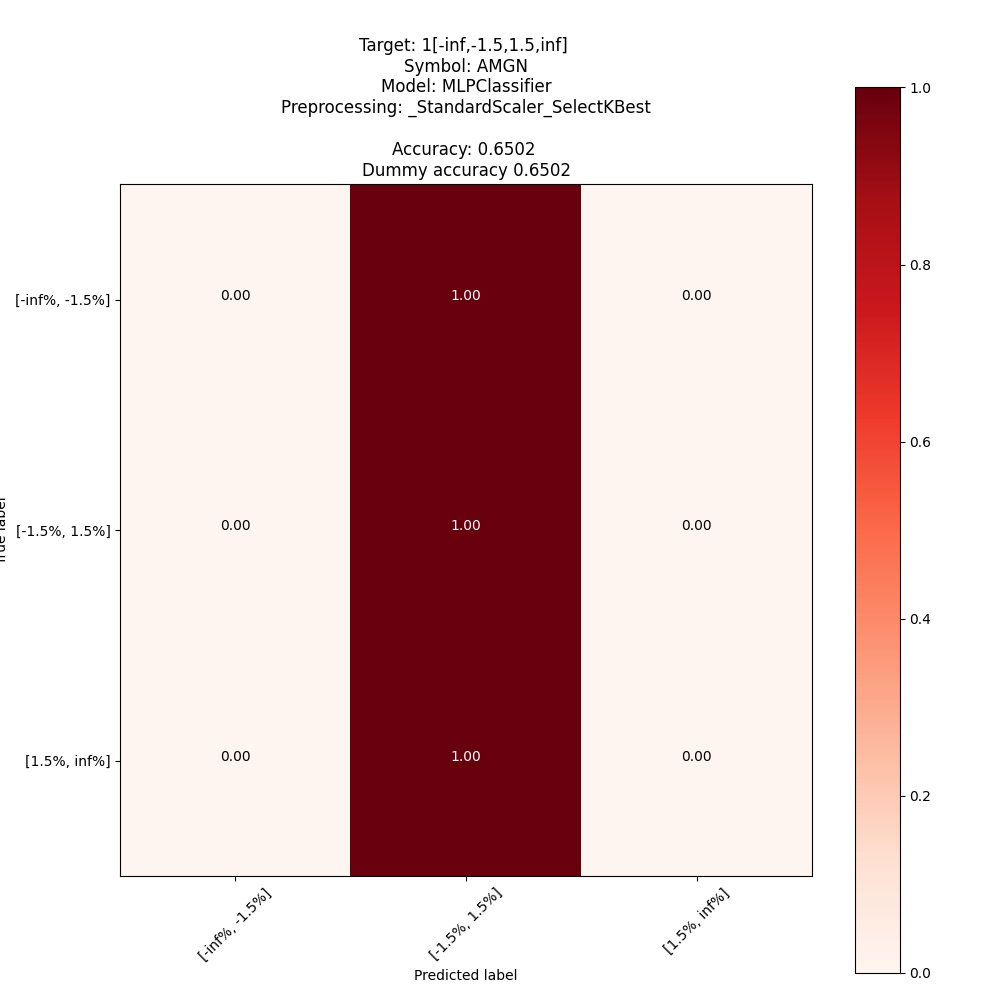 Target: 1[-inf,-1.5,1.5,inf]
Symbol: AMGN
Model: MLPClassifier
Preprocessing: _StandardScaler_SelectKBest
Accuracy: 0.6502
Dummy accuracy 0.6502
[-inf%, -1.5%]
0.00
1.00
0.00
[-1.5%, 1.5%]
0.00
1.00
0.00
[1.5%, inf%]
0.00
1.00
0.00
[-inf%, -1.5%]
[-1.5%, 1.5%]
[1.5%, inf%]
Predicted label
True label
1.0
0.8
0.6
0.4
0.2
0.0